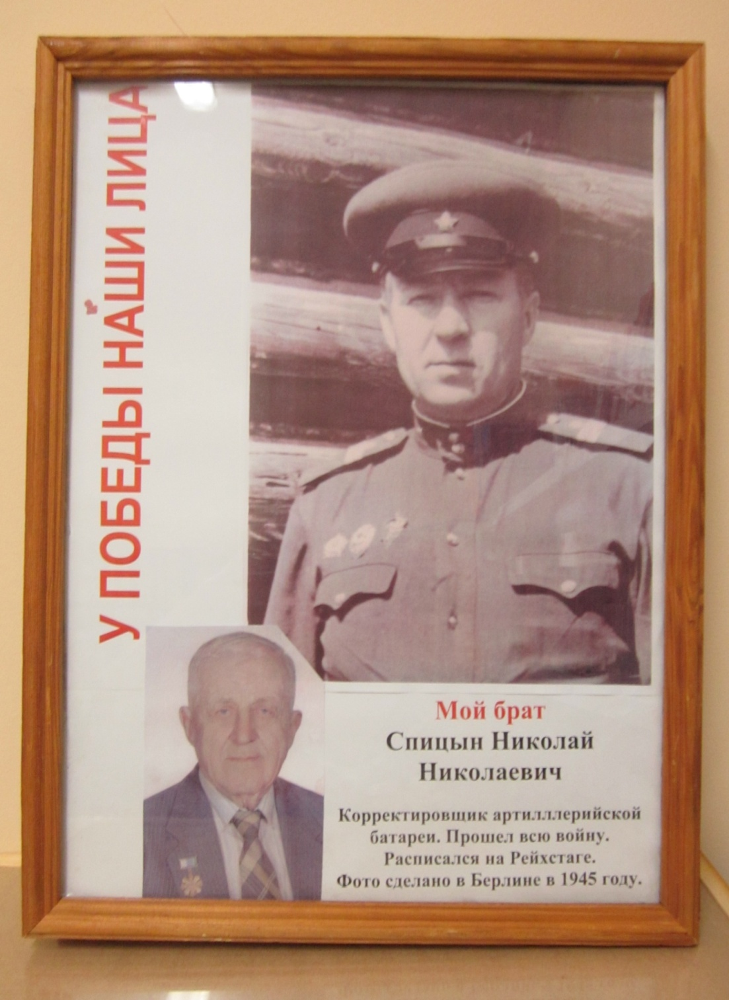 У ПОБЕДЫ НАШИ ЛИЦА
Мой брат
Спицын Николай
Николаевич
Корректировщик артилллерийской
батареи. Прошел всю войну.
Расписался на Рейхстаге.
Фото сделано в Берлине в 1945 году.